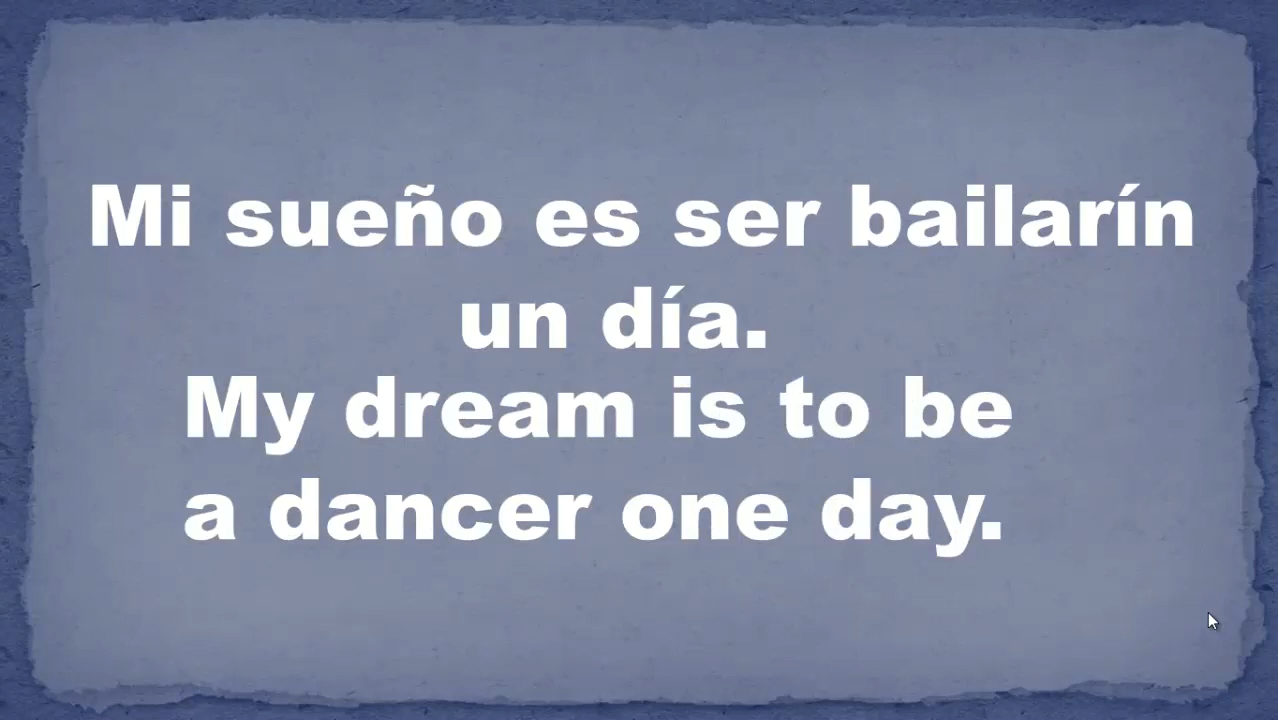 Mi sueño es ser bailarín
un día.
My dream is to be
a dancer one day.